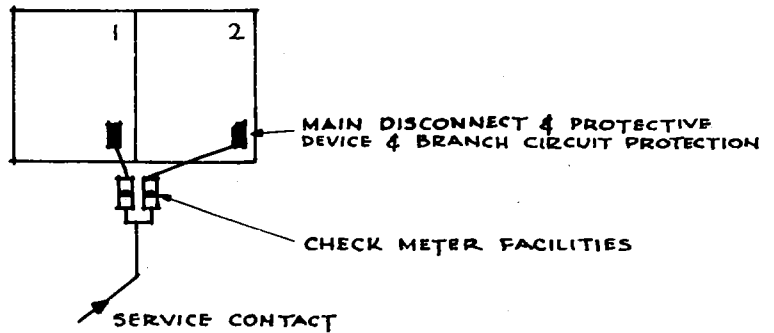 1 2
MAIN DISCONNECT & PROTECTIVE
DEVICE & BRANCH CIRCUIT PROTECTION
CHECK METER FACILITIES
SERVICE CONTACT